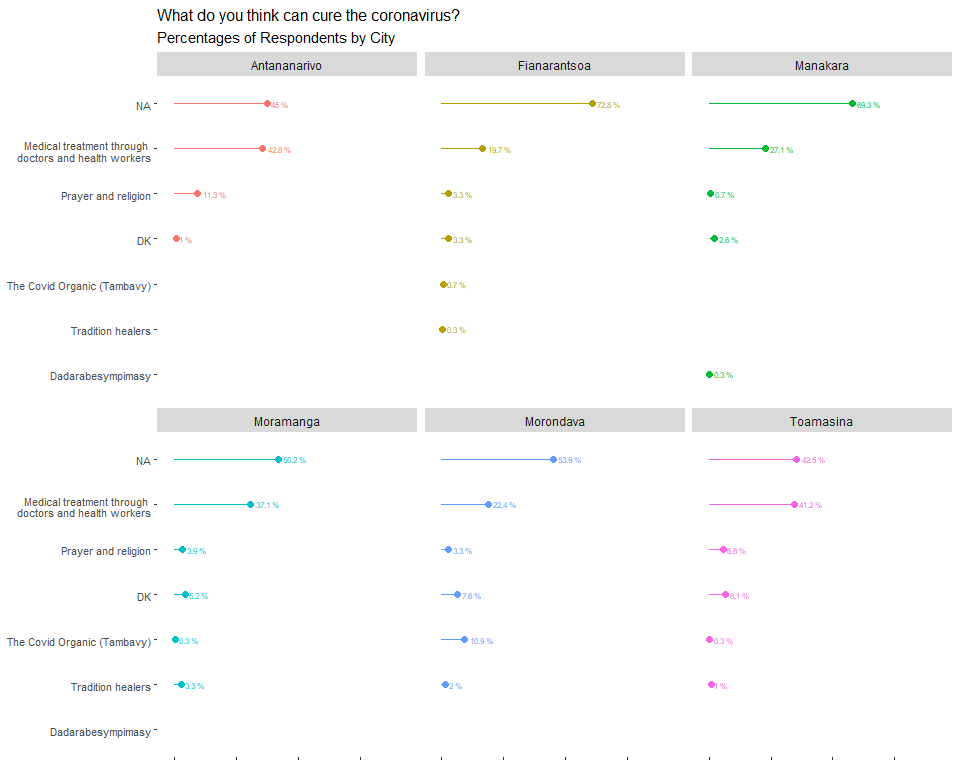 What do you think can cure the coronavirus?
Percentages of Respondents by City
Antananarivo Fianarantsoa Manakara
NA 45 % 72.8 % 69.3 %
Medical treatment through
doctors and health workers 42.8 % 19.7 % 27.1 %
Prayer and religion 11.3 % 3.3 % 0.7 %
DK 1 % 3.3 % 2.6 %
The Covid Organic (Tambavy) 0.7 %
Tradition healers 0.3 %
Dadarabesympimasy 0.3 %
Moramanga Morondava Toamasina
NA 50.2 % 53.9 % 42.5 %
Medical treatment through
doctors and health workers 37.1 % 22.4 % 41.2 %
Prayer and religion 3.9 % 3.3 % 6.8 %
DK 5.2 % 7.6 % 8.1 %
The Covid Organic (Tambavy) 0.3 % 10.9 % 0.3 %
Tradition healers 3.3 % 2 % 1 %
Dadarabesympimasy